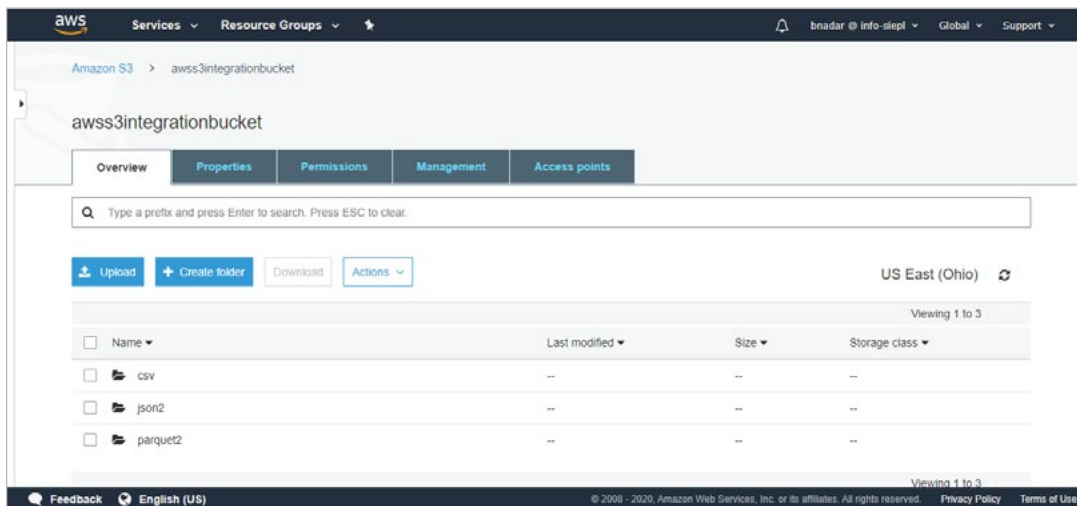 aws Services Resource Groups bnadar @ info-siepl Global Support
Amazon S3 > awss3integrationbucket
awss3integrationbucket
Overview Properties Permissions Management Access points
Type a prefix and press Enter to search. Press ESC to clear.
Upload + Create folder Download Actions US East (Ohio)
Viewing 1 to 3
Name Last modified Size Storage class
csv -- -- --
json2 -- -- --
parquet2 -- -- --
Viewing 1 to 3
Feedback English (US) © 2008 - 2020, Amazon Web Services, Inc. or its affiliates. All rights reserved. Privacy Policy Terms of Use